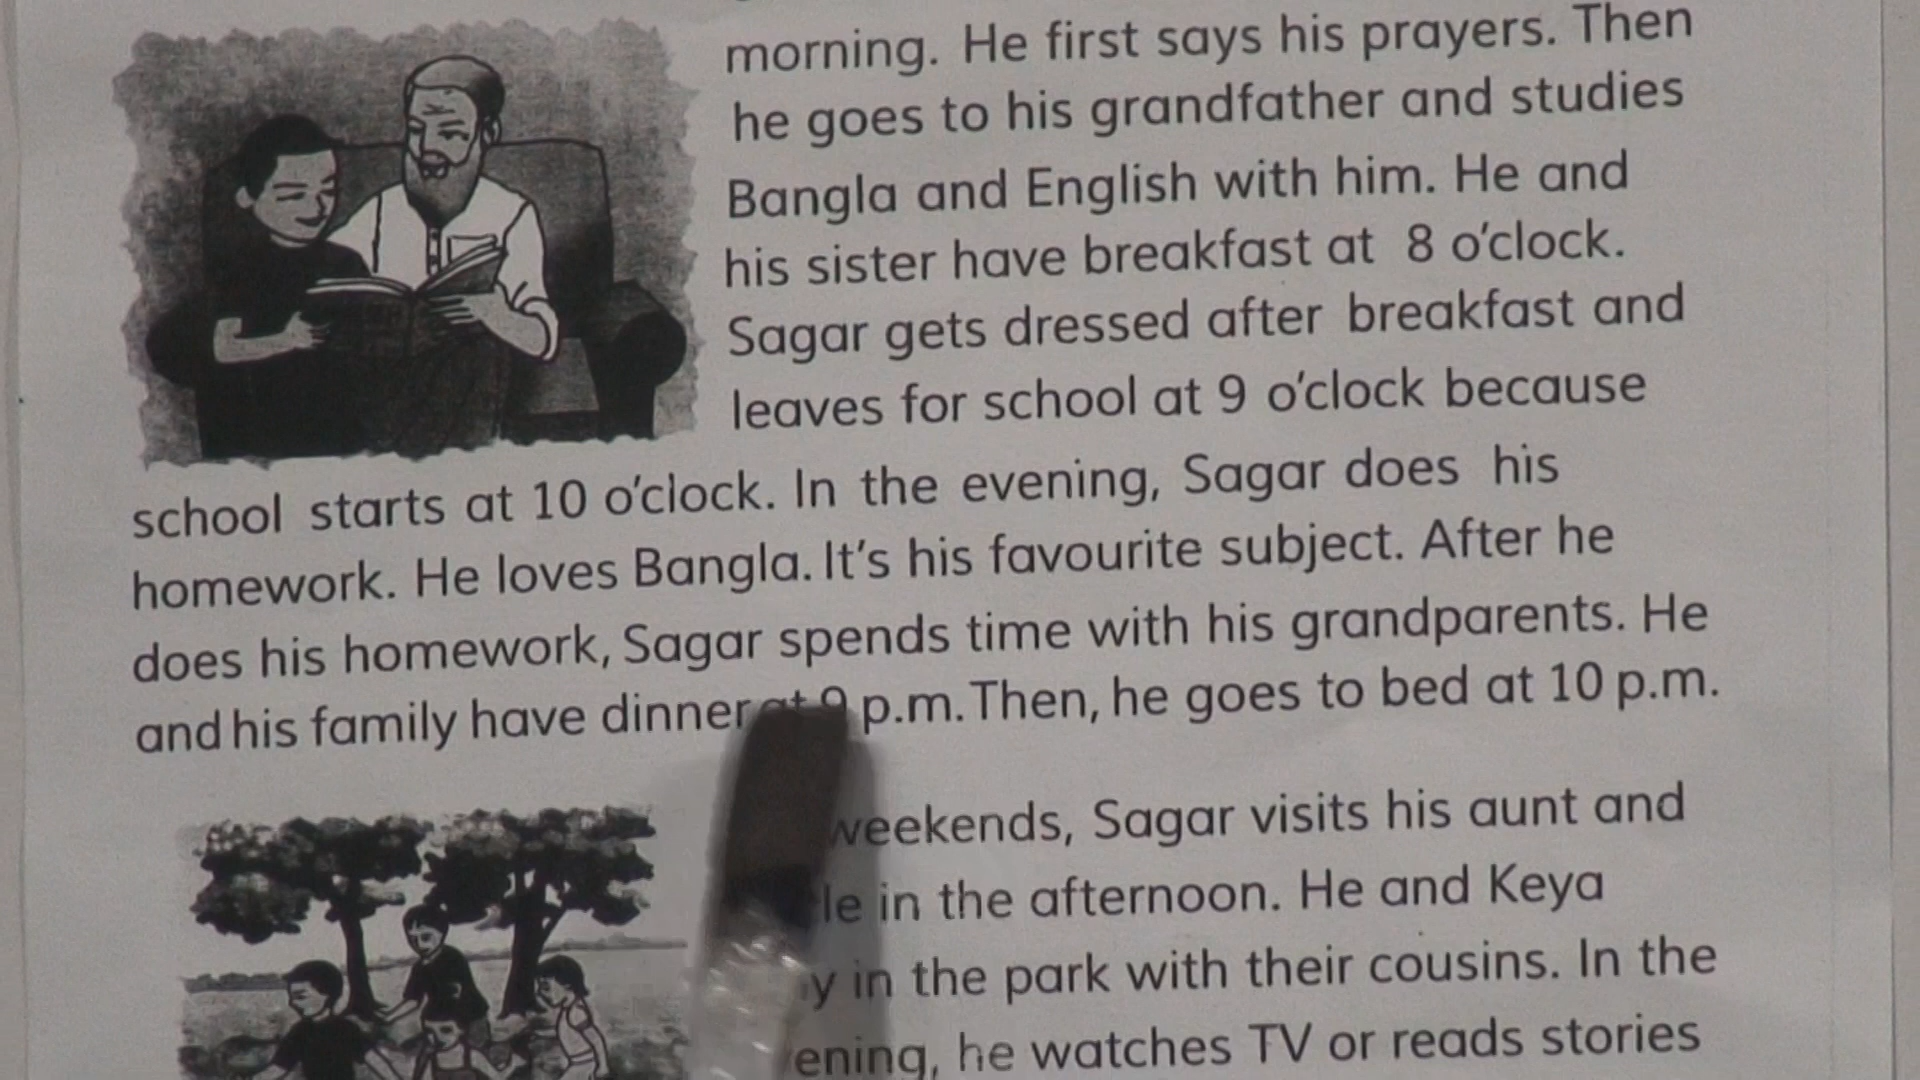 morning. He first says his prayers. Then
he goes to his grandfather and studies
Bangla and English with him. He and
his sister have breakfast at 8 o'clock.
Sagar gets dressed after breakfast and
leaves for school at 9 o'clock because
school starts at 10 o'clock. In the evening, Sagar does his
homework. He loves Bangla. It's his favourite subject. After he
does his homework, Sagar spends time with his grandparents. He
and his family have dinner at 9 p.m. Then, he goes to bed at 10 p.m.
weekends, Sagar visits his aunt and
in the afternoon. He and Keya
in the park with their cousins. In the
he watches TV or reads stories